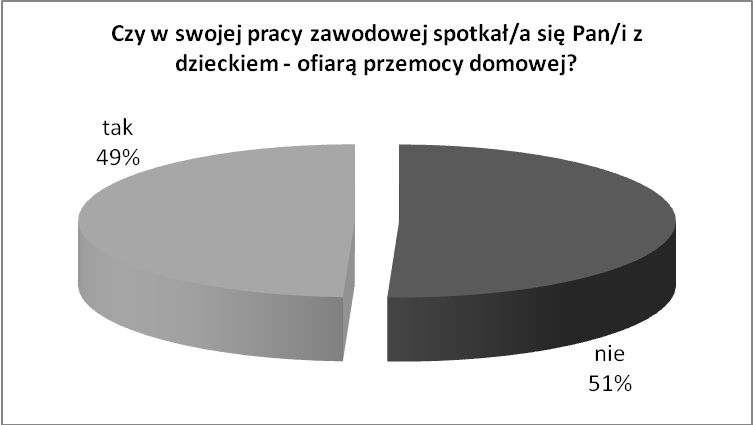 Czy w swojej pracy zawodowej spotkał/a się Pan/i z
dzieckiem - ofiarą przemocy domowej?
tak
49%
nie
51%